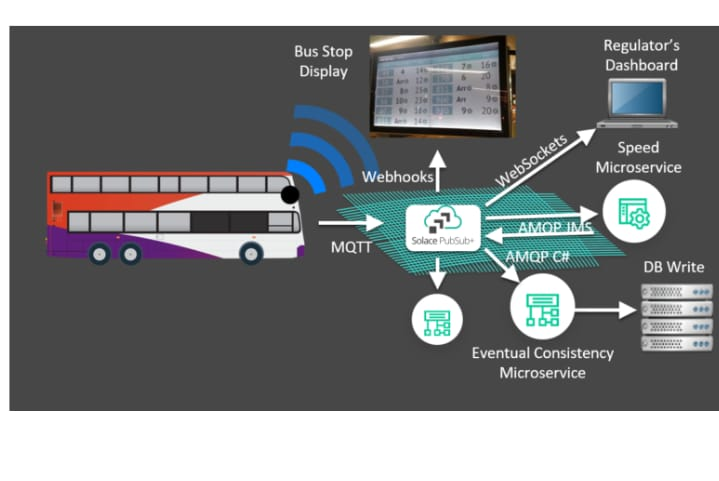 Bus Stop
Display
Regulator's
Dashboard
Webhooks
WebSockets
Speed
Microservice
MQTT
Solace PubSub+
AMOP JMS
AMQP C#
DB Write
Eventual Consistency
Microservice